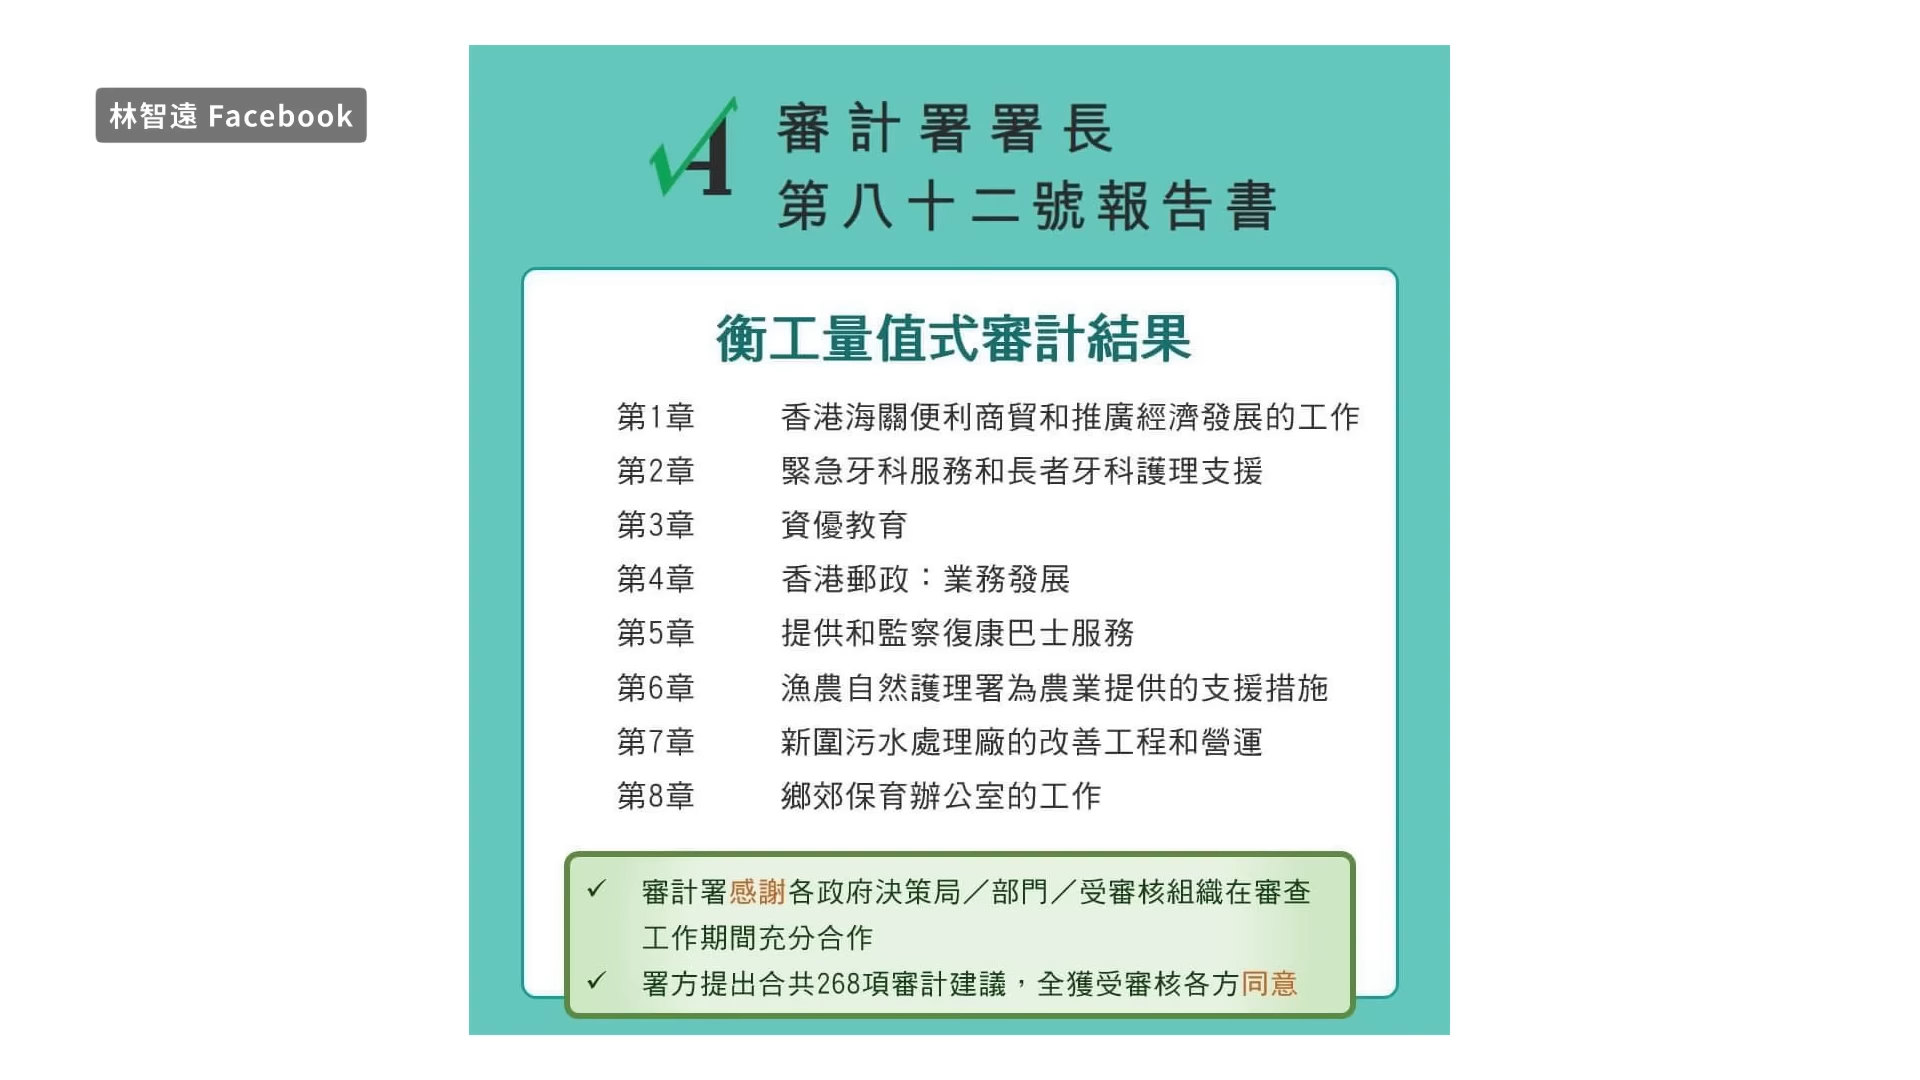 林智遠 Facebook
審計署署長
第八十二號報告書
衡工量值式審計結果
第1章 香港海關便利商貿和推廣經濟發展的工作
第2章 緊急牙科服務和長者牙科護理支援
第3章 資優教育
第4章 香港郵政：業務發展
第5章 提供和監察復康巴士服務
第6章 漁農自然護理署為農業提供的支援措施
第7章 新圍污水處理廠的改善工程和營運
第8章 鄉郊保育辦公室的工作
✓ 審計署感謝各政府決策局／部門／受審核組織在審查
工作期間充分合作
✓ 署方提出合共268項審計建議，全獲受審核各方同意